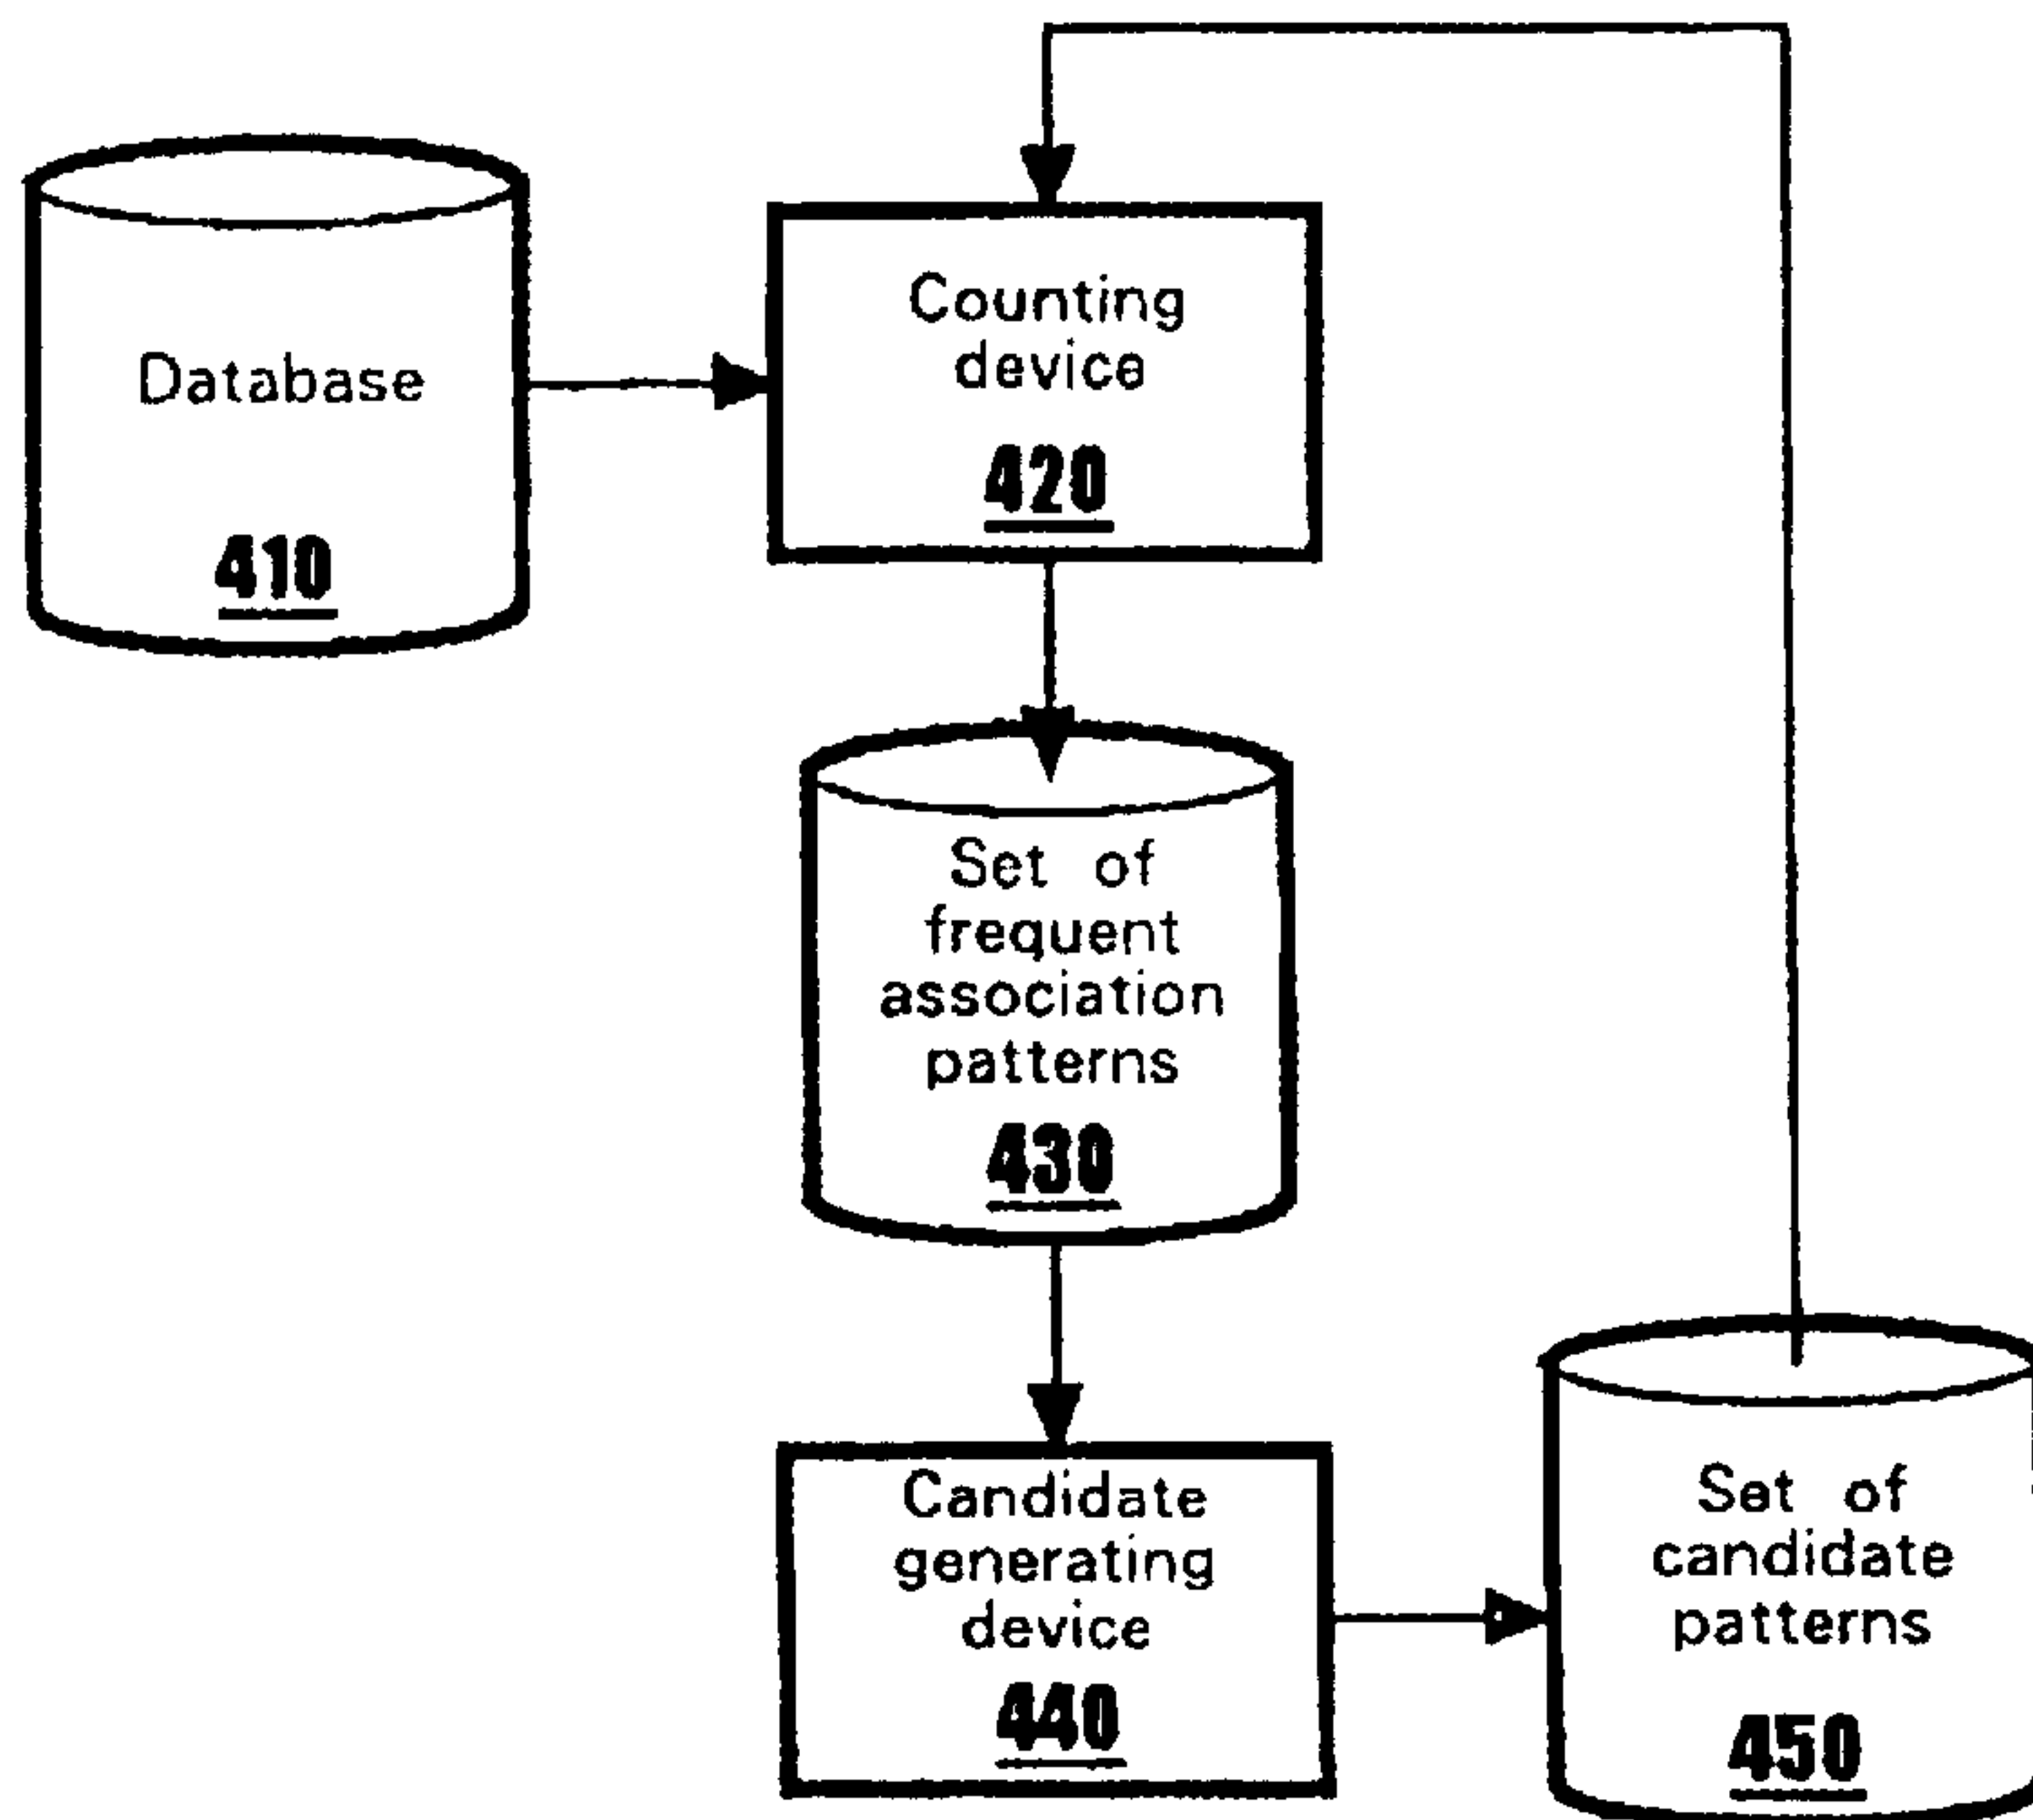 Database
410
Counting
device
420
Set of
frequent
association
patterns
430
Candidate
generating
device
440
Set of
candidate
patterns
450